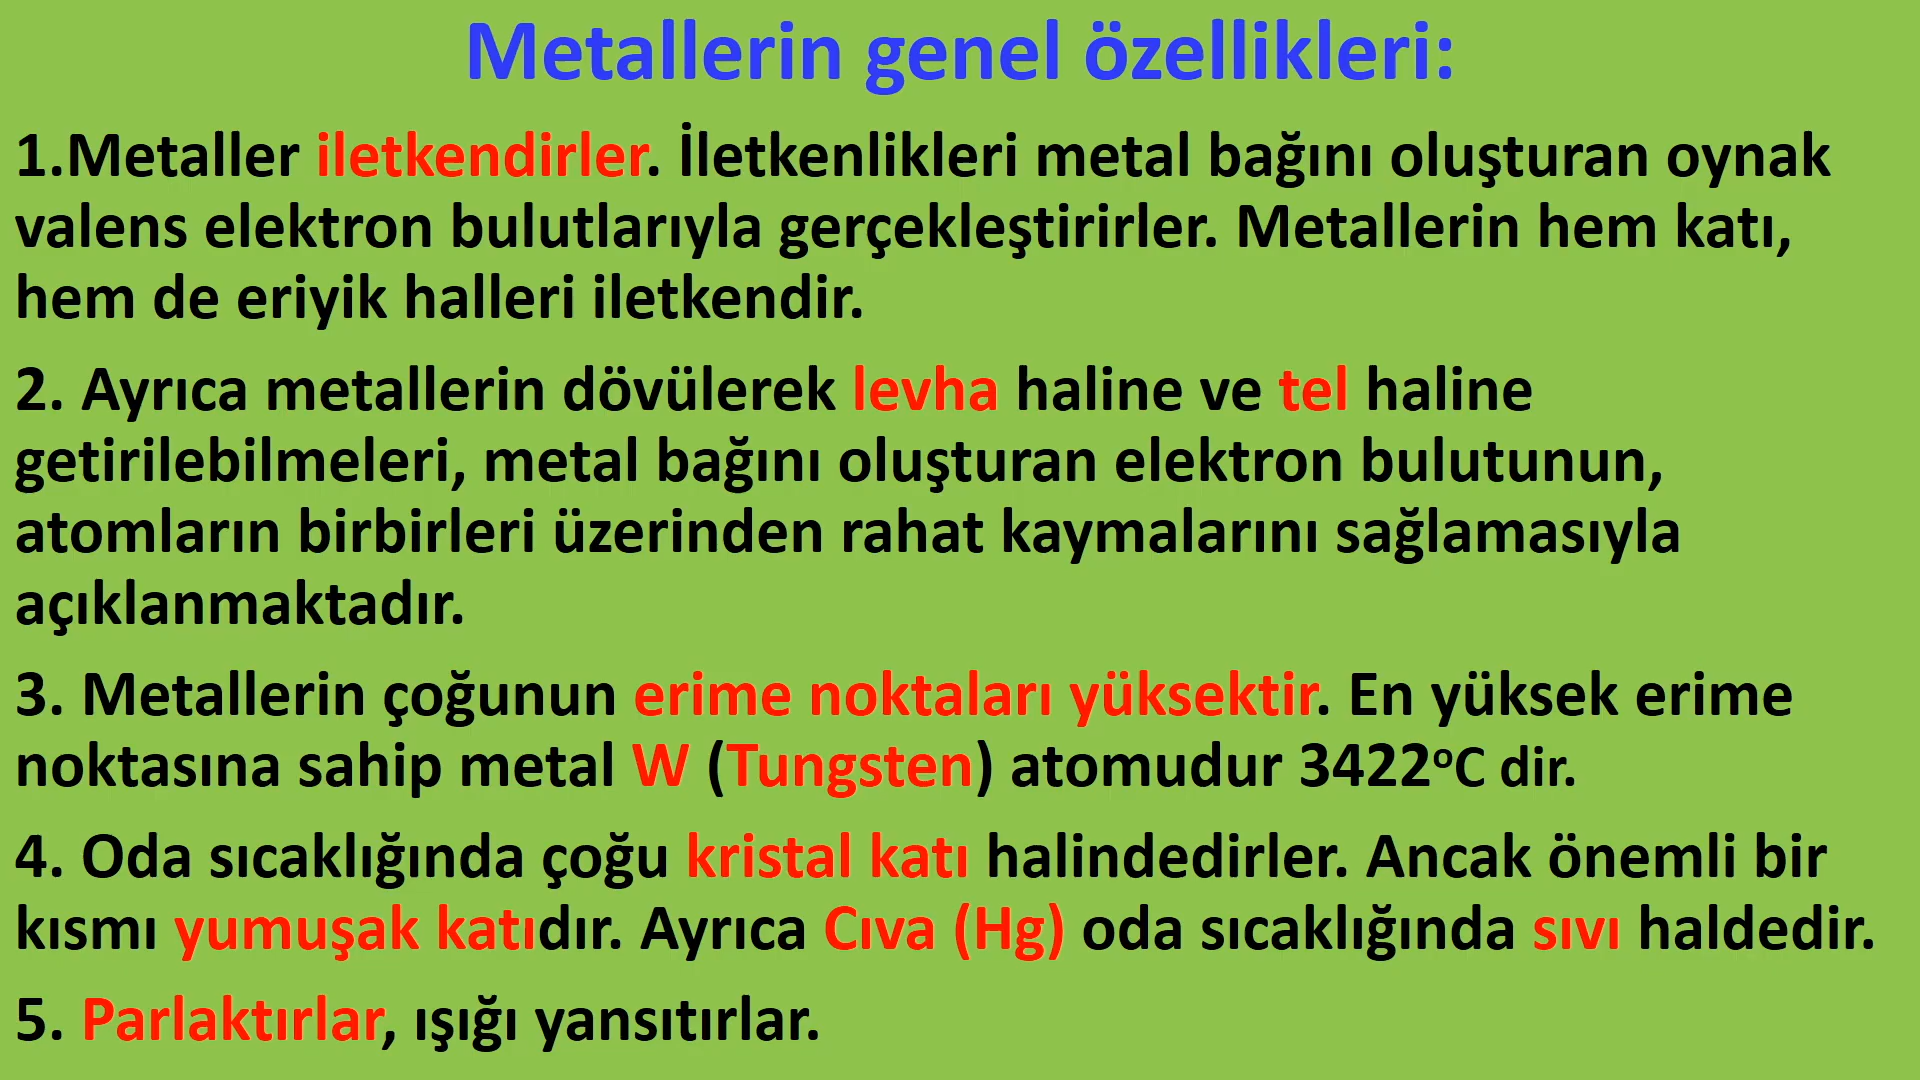 Metallerin genel özellikleri:
1.Metaller iletkendirler. İletkenlikleri metal bağını oluşturan oynak
valens elektron bulutlarıyla gerçekleştirirler. Metallerin hem katı,
hem de eriyik halleri iletkendir.
2. Ayrıca metallerin dövülerek levha haline ve tel haline
getirilebilmeleri, metal bağını oluşturan elektron bulutunun,
atomların birbirleri üzerinden rahat kaymalarını sağlamasıyla
açıklanmaktadır.
3. Metallerin çoğunun erime noktaları yüksektir. En yüksek erime
noktasına sahip metal W (Tungsten) atomudur 3422ºC dir.
4. Oda sıcaklığında çoğu kristal katı halindedirler. Ancak önemli bir
kısmı yumuşak katıdır. Ayrıca Cıva (Hg) oda sıcaklığında sıvı haldedir.
5. Parlaktırlar, ışığı yansıtırlar.